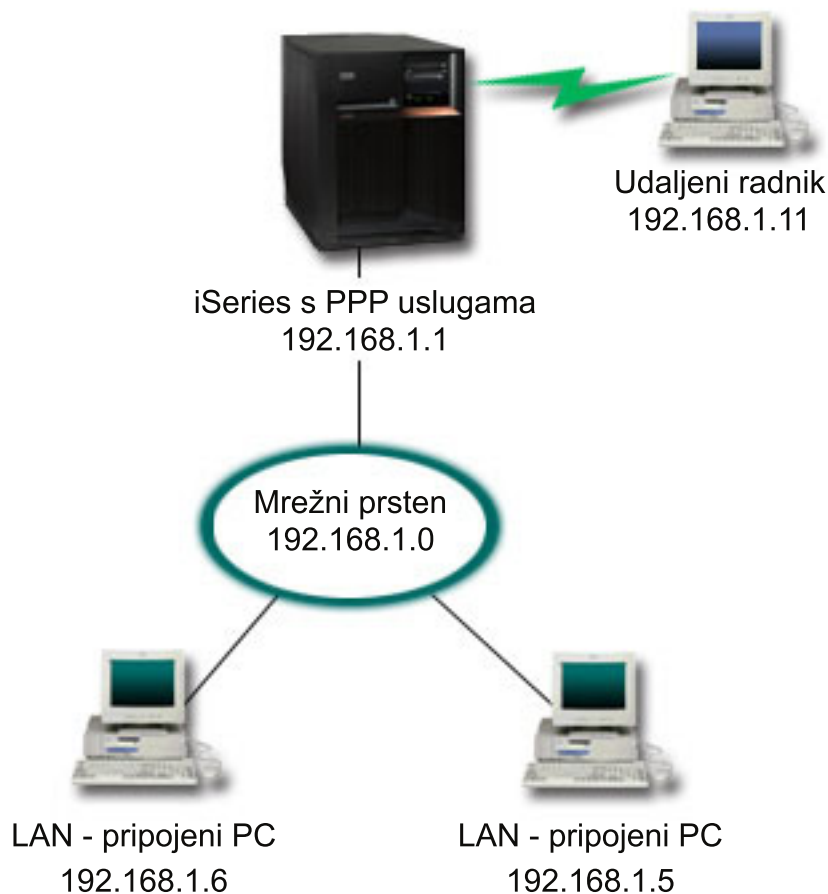 Udaljeni radnik
192.168.1.11
iSeries s PPP uslugama
192.168.1.1
Mrežni prsten
192.168.1.0
LAN - pripojeni PC
192.168.1.6
LAN - pripojeni PC
192.168.1.5